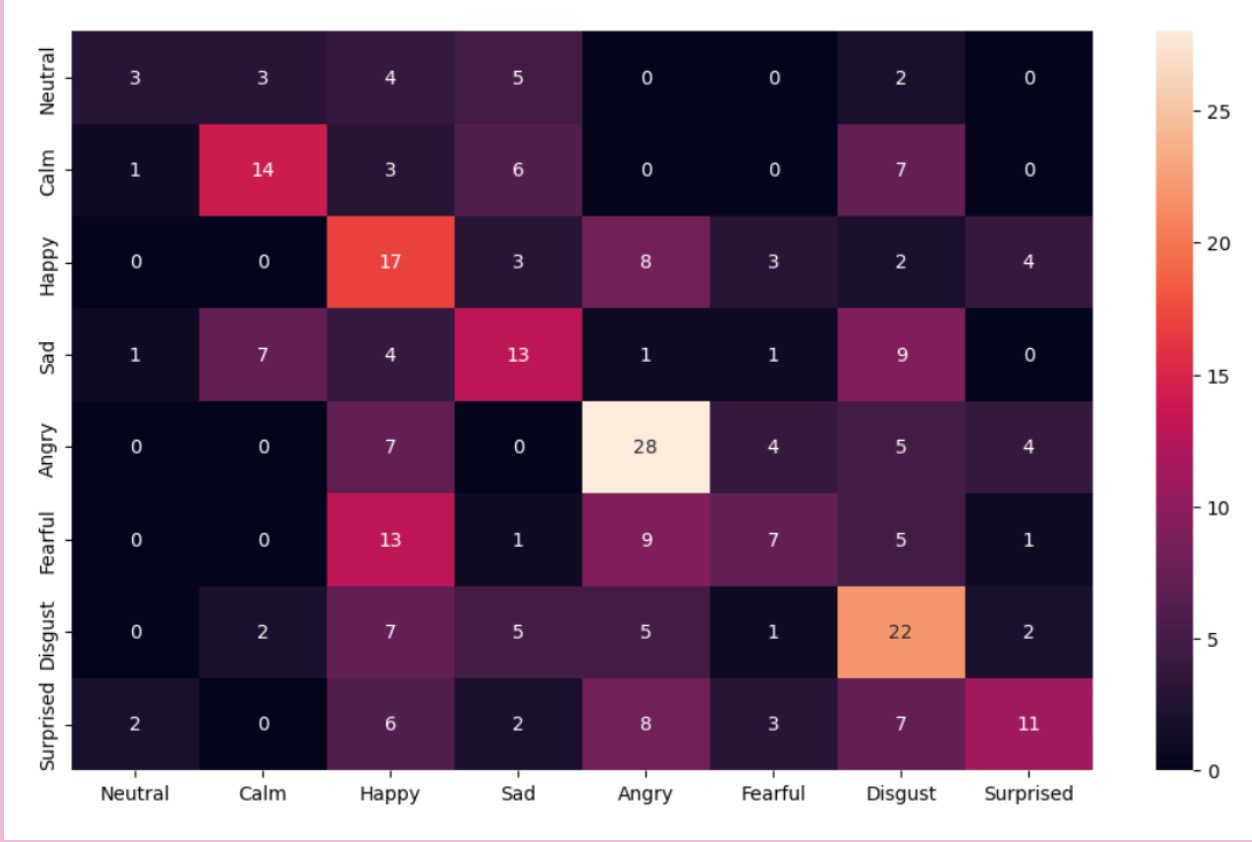 Neutral 3 3 4 5 0 0 2 0
Calm 1 14 3 6 0 0 7 0
Happy 0 0 17 3 8 3 2 4
Sad 1 7 4 13 1 1 9 0
Angry 0 0 7 0 28 4 5 4
Fearful 0 0 13 1 9 7 5 1
Disgust 0 2 7 5 5 1 22 2
Surprised 2 0 6 2 8 3 7 11
Neutral Calm Happy Sad Angry Fearful Disgust Surprised
25
20
15
10
5
0